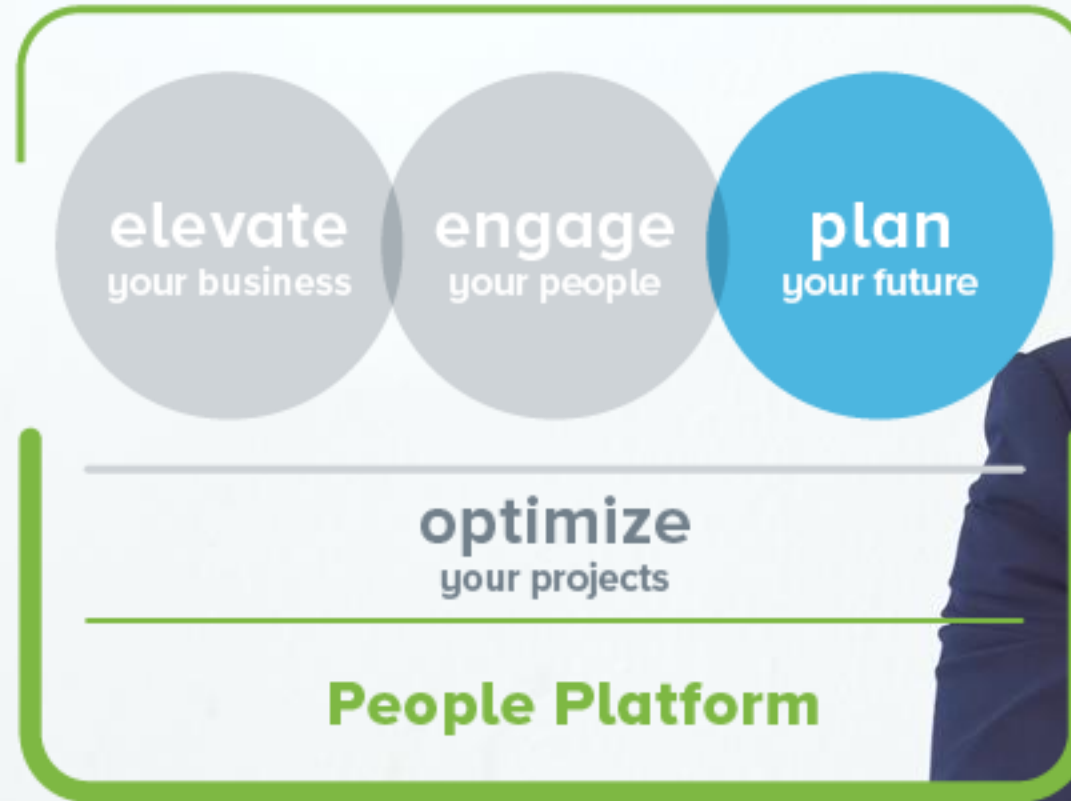 elevate
your business
engage
your people
plan
your future
optimize
your projects
People Platform